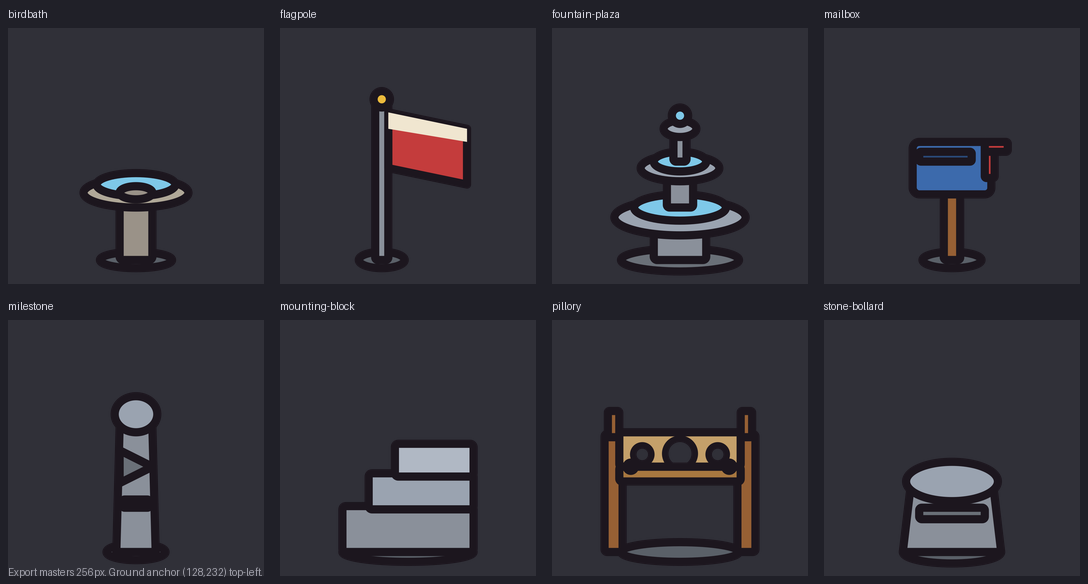 birdbath
flagpole
fountain-plaza
mailbox
milestone
mounting-block
pillory
stone-bollard
Export masters 256px. Ground anchor (128,232) top-left.